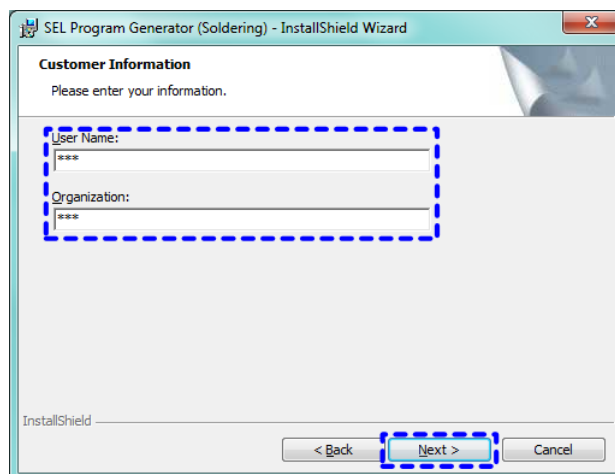 SEL Program Generator (Soldering) - InstallShield Wizard
Customer Information
Please enter your information.
User Name:
***
Organization:
***
InstallShield
< Back Next > Cancel